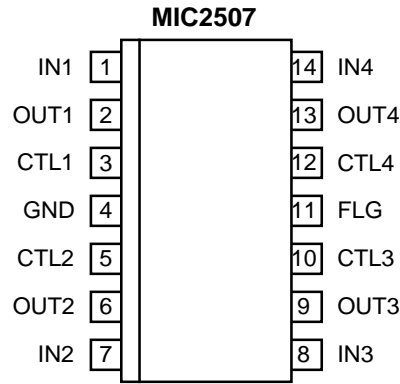 MIC2507
IN1 1 14 IN4
OUT1 2 13 OUT4
CTL1 3 12 CTL4
GND 4 11 FLG
CTL2 5 10 CTL3
OUT2 6 9 OUT3
IN2 7 8 IN3